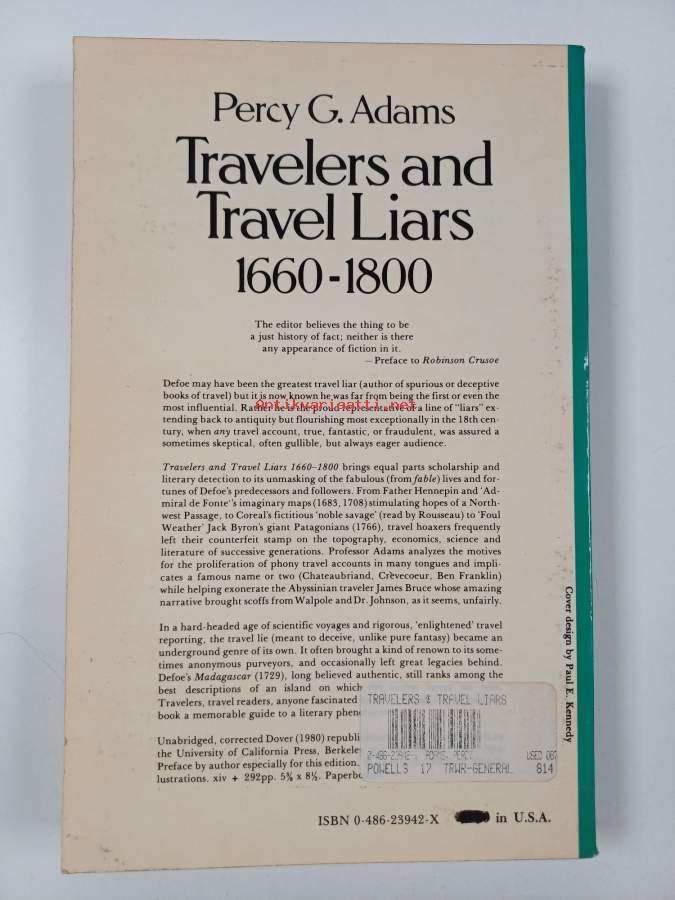 Percy G. Adams
Travelers and
Travel Liars
1660-1800
The editor believes the thing to be
a just history of fact; neither is there
any appearance of fiction in it.
—Preface to Robinson Crusoe
Defoe may have been the greatest travel liar (author of spurious or deceptive
books of travel) but it is now known he was far from being the first or even the
most influential. Rather he is the proud representative of a line of "liars" ex-
tending back to antiquity but flourishing most exceptionally in the 18th cen-
tury, when any travel account, true, fantastic, or fraudulent, was assured a
sometimes skeptical, often gullible, but always eager audience.
Travelers and Travel Liars 1660–1800 brings equal parts scholarship and
literary detection to its unmasking of the fabulous (from fable) lives and for-
tunes of Defoe's predecessors and followers. From Father Hennepin and 'Ad-
miral de Fonte''s imaginary maps (1683, 1708) stimulating hopes of a North-
west Passage, to Coreal's fictitious 'noble savage' (read by Rousseau) to 'Foul
Weather' Jack Byron's giant Patagonians (1766), travel hoaxers frequently
left their counterfeit stamp on the topography, economics, science and
literature of successive generations. Professor Adams analyzes the motives
for the proliferation of phony travel accounts in many tongues and impli-
cates a famous name or two (Chateaubriand, Crèvecoeur, Ben Franklin)
while helping exonerate the Abyssinian traveler James Bruce whose amazing
narrative brought scoffs from Walpole and Dr. Johnson, as it seems, unfairly.
In a hard-headed age of scientific voyages and rigorous, 'enlightened' travel
reporting, the travel lie (meant to deceive, unlike pure fantasy) became an
underground genre of its own. It often brought a kind of renown to its some-
times anonymous purveyors, and occasionally left great legacies behind.
Defoe's Madagascar (1729), long believed authentic, still ranks among the
best descriptions of an island on which
Travelers, travel readers, anyone fascinated
book a memorable guide to a literary phen
Unabridged, corrected Dover (1980) republi
the University of California Press, Berkele
Preface by author especially for this edition.
lustrations. xiv + 292pp. 5⅜ x 8½. Paperbo
TRAVELERS & TRAVEL LIARS
ADAMS, PERCY USED
POWELLS 17 TRWR-GENERAL 814
ISBN 0-486-23942-X in U.S.A.
Cover design by Paul E. Kennedy
antikvariaatti.net